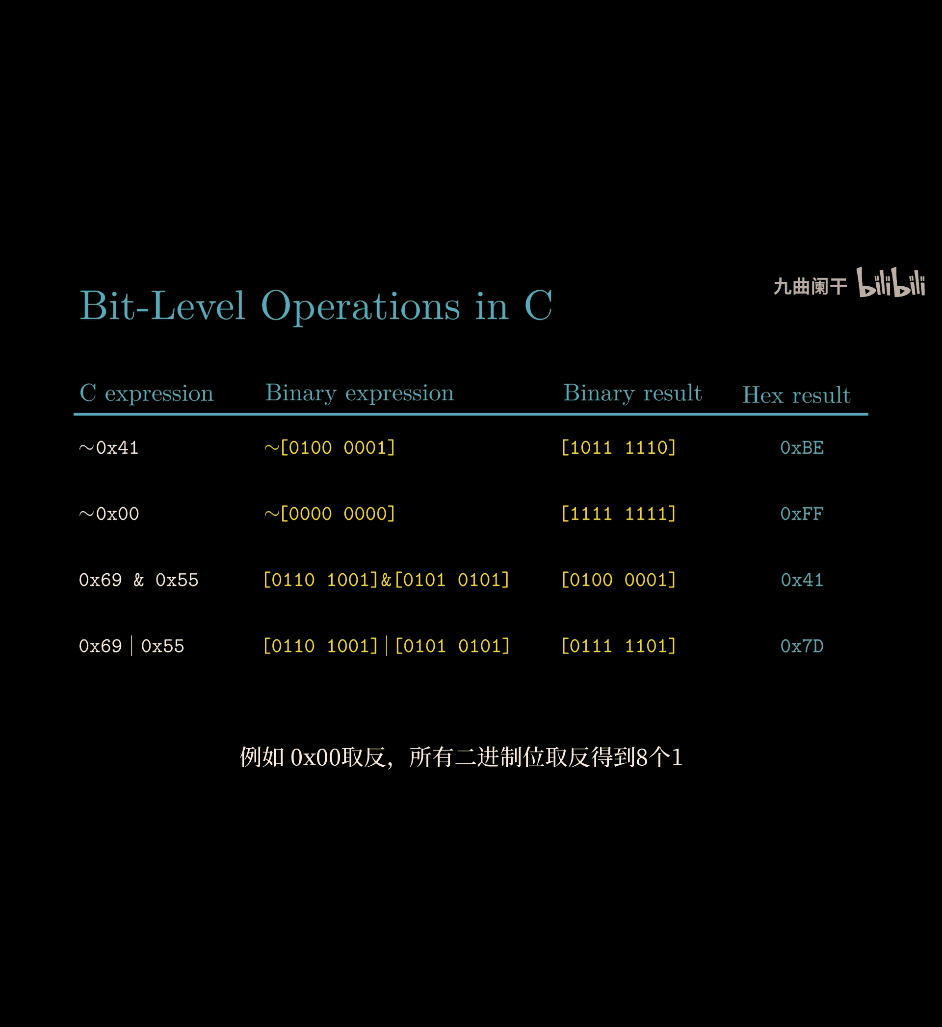 九曲阑干 bilibili
Bit-Level Operations in C
C expression Binary expression Binary result Hex result
~0x41 ~[0100 0001] [1011 1110] 0xBE
~0x00 ~[0000 0000] [1111 1111] 0xFF
0x69 & 0x55 [0110 1001]&[0101 0101] [0100 0001] 0x41
0x69|0x55 [0110 1001]|[0101 0101] [0111 1101] 0x7D
例如 0x00取反，所有二进制位取反得到8个1